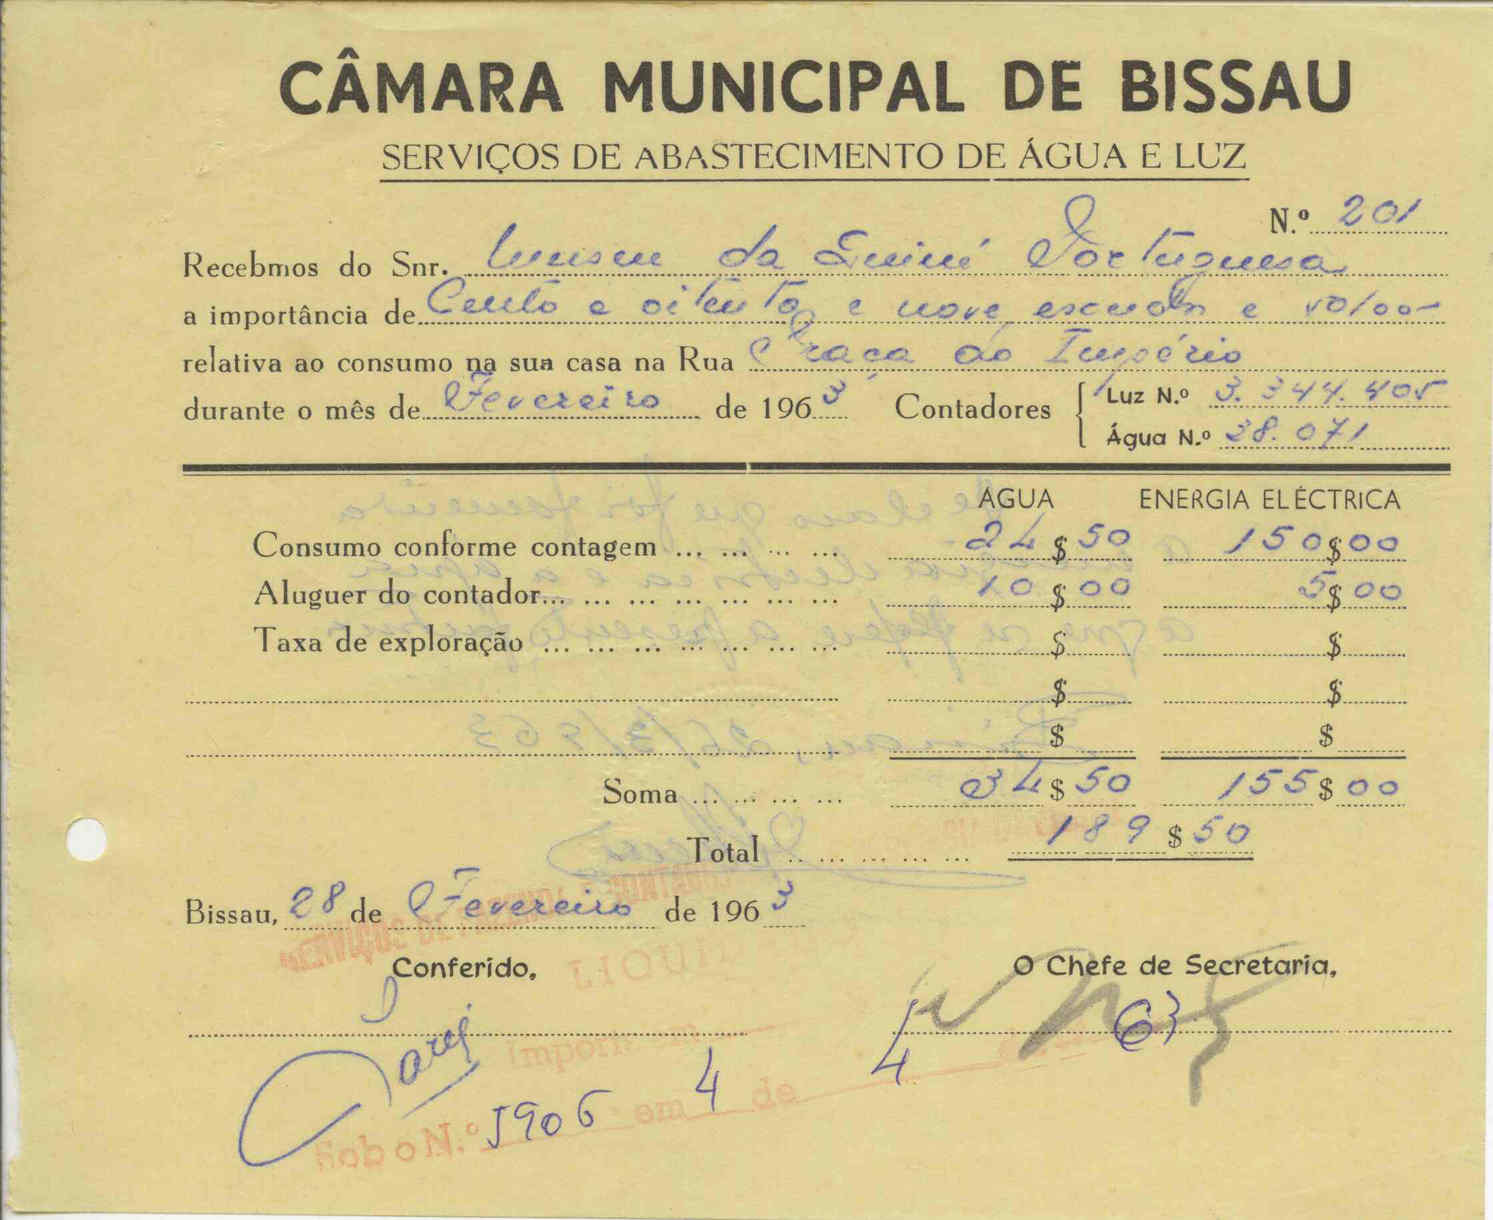 CÂMARA MUNICIPAL DE BISSAU
SERVIÇOS DE ABASTECIMENTO DE ÁGUA E LUZ
N.º 201
Recebmos do Snr. Museu da Guiné Portuguesa
a importância de Cento e oitenta e nove escudos e 50/00-
relativa ao consumo na sua casa na Rua Praça do Império
durante o mês de Fevereiro de 1963 Contadores { Luz N.º 3.344.405
Água N.º 28.071
AGUA ENERGIA ELÉCTRICA
Consumo conforme contagem ... ... ... ... 24$50 150$00
Aluguer do contador... ... ... ... ... ... ... 10$00 5$00
Taxa de exploração ... ... ... ... ... ... ... $ $
$ $
$ $
Soma ... ... ... ... 34$50 155$00
Total ... ... ... ... ... 189$50
Bissau, 28 de Fevereiro de 1963
SERVIÇOS DE
Conferido, O Chefe de Secretaria,
4 4 63
N.º 1906 em de